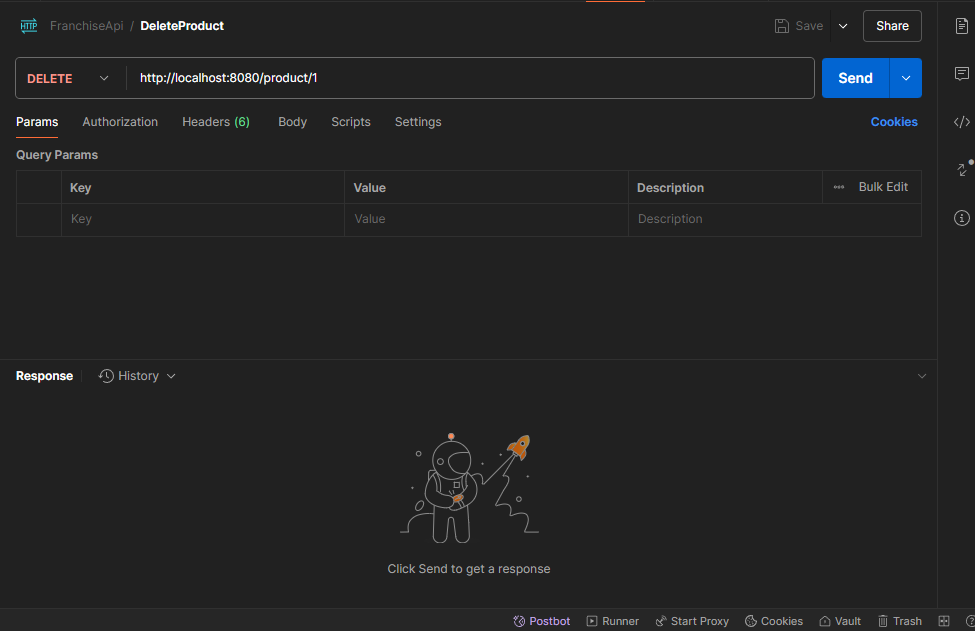 HTTP FranchiseApi / DeleteProduct Save Share
DELETE http://localhost:8080/product/1 Send
Params Authorization Headers (6) Body Scripts Settings Cookies
Query Params
Key Value Description Bulk Edit
Key Value Description
Response History
Click Send to get a response
Postbot Runner Start Proxy Cookies Vault Trash